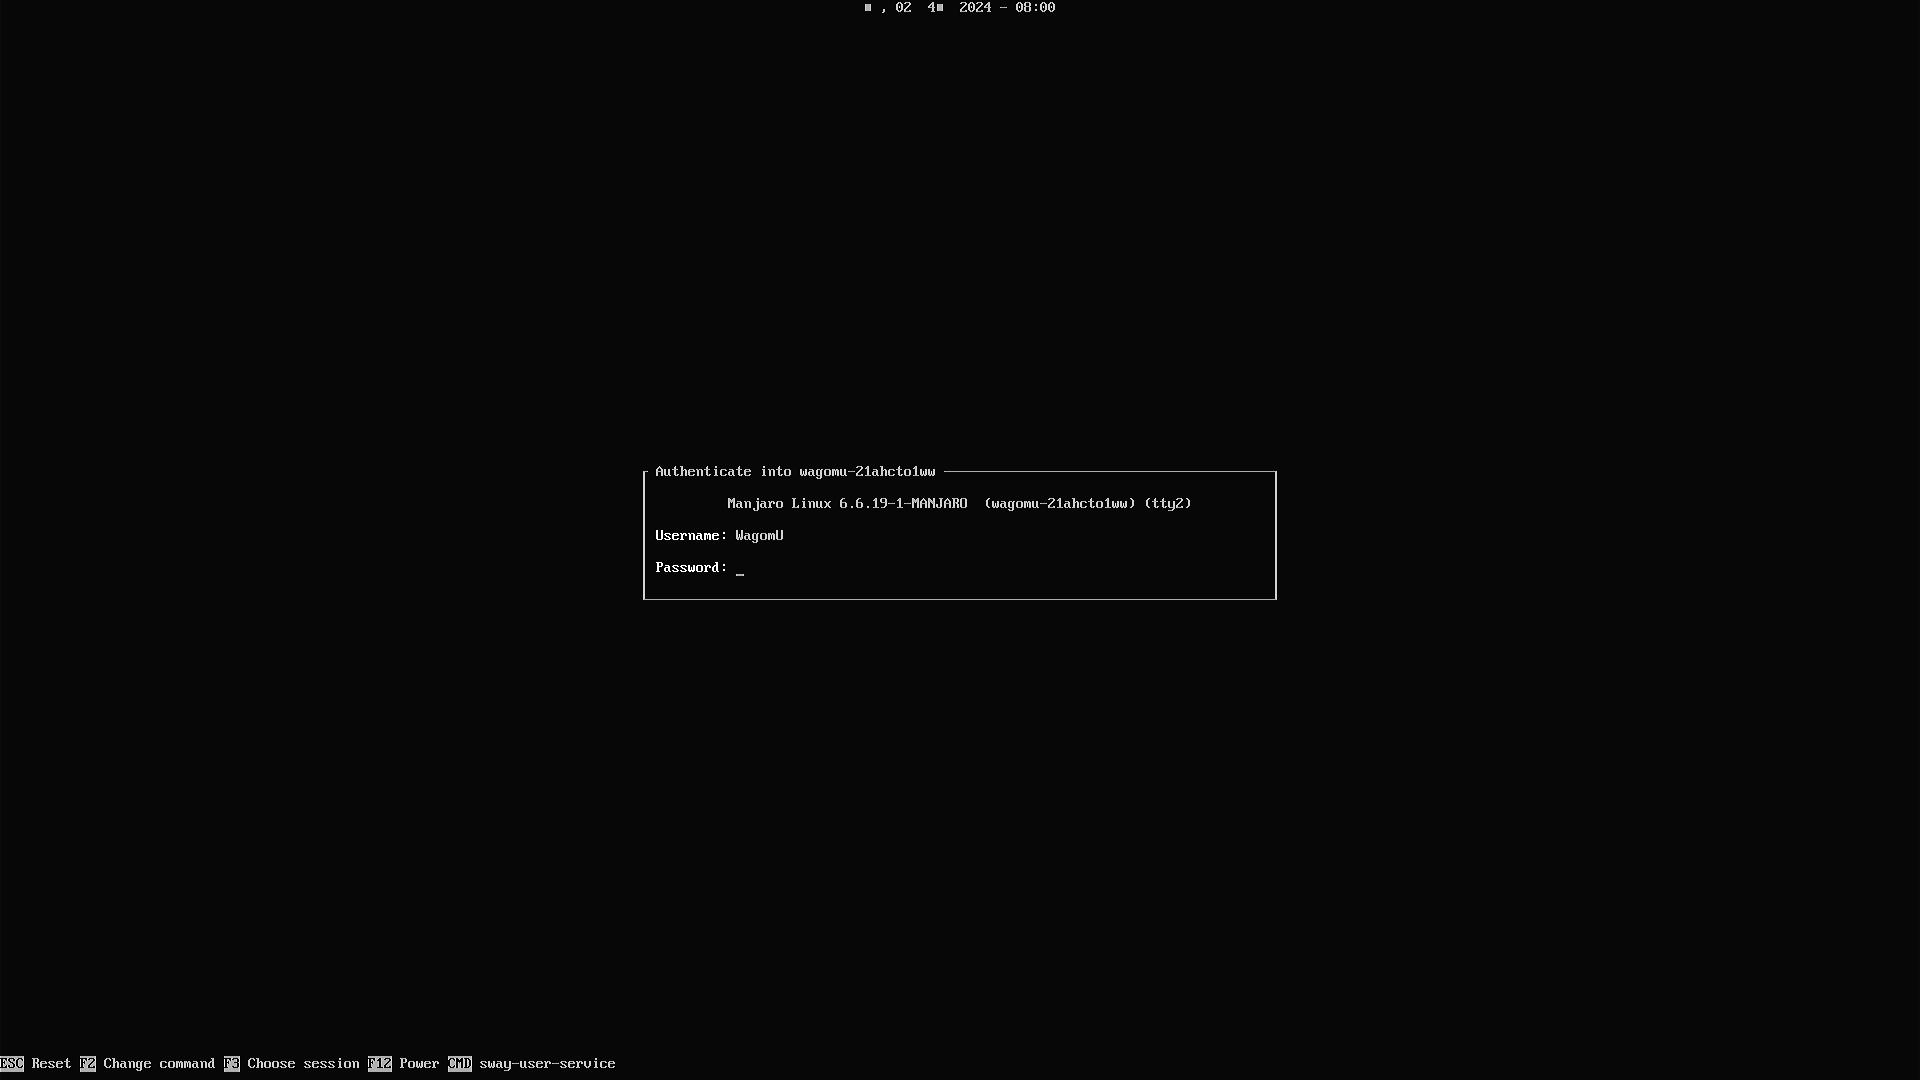 ■ , 02 4■ 2024 - 08:00
Authenticate into wagomu-21ahcto1ww
Manjaro Linux 6.6.19-1-MANJARO (wagomu-21ahcto1ww) (tty2)
Username: WagomU
Password: _
ESC Reset F2 Change command F3 Choose session F12 Power CMD sway-user-service